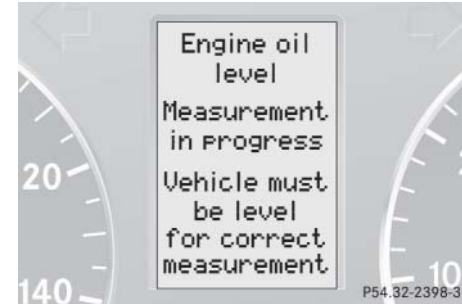 Engine oil
level
Measurement
in progress
Vehicle must
be level
for correct
measurement
20
140
10
P54.32-2398-3